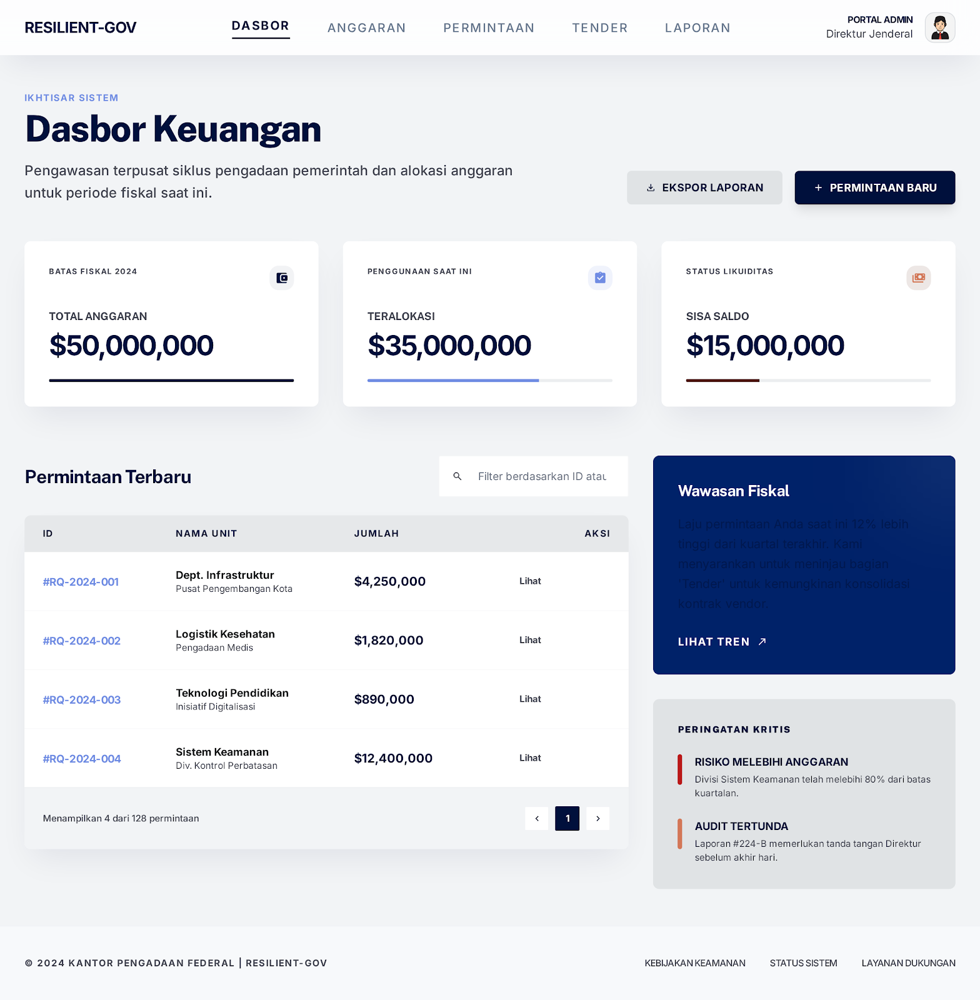 RESILIENT-GOV
DASBOR
ANGGARAN
PERMINTAAN
TENDER
LAPORAN
PORTAL ADMIN
Direktur Jenderal
IKHTISAR SISTEM
Dasbor Keuangan
Pengawasan terpusat siklus pengadaan pemerintah dan alokasi anggaran
untuk periode fiskal saat ini.
EKSPOR LAPORAN
+ PERMINTAAN BARU
BATAS FISKAL 2024
TOTAL ANGGARAN
$50,000,000
PENGGUNAAN SAAT INI
TERALOKASI
$35,000,000
STATUS LIKUIDITAS
SISA SALDO
$15,000,000
Permintaan Terbaru
Filter berdasarkan ID atau
ID NAMA UNIT JUMLAH AKSI
#RQ-2024-001
Dept. Infrastruktur
Pusat Pengembangan Kota
$4,250,000
Lihat
#RQ-2024-002
Logistik Kesehatan
Pengadaan Medis
$1,820,000
Lihat
#RQ-2024-003
Teknologi Pendidikan
Inisiatif Digitalisasi
$890,000
Lihat
#RQ-2024-004
Sistem Keamanan
Div. Kontrol Perbatasan
$12,400,000
Lihat
Menampilkan 4 dari 128 permintaan
‹ 1 ›
Wawasan Fiskal
Laju permintaan Anda saat ini 12% lebih
tinggi dari kuartal terakhir. Kami
menyarankan untuk meninjau bagian
'Tender' untuk kemungkinan konsolidasi
kontrak vendor.
LIHAT TREN
PERINGATAN KRITIS
RISIKO MELEBIHI ANGGARAN
Divisi Sistem Keamanan telah melebihi 80% dari batas
kuartalan.
AUDIT TERTUNDA
Laporan #224-B memerlukan tanda tangan Direktur
sebelum akhir hari.
© 2024 KANTOR PENGADAAN FEDERAL | RESILIENT-GOV
KEBIJAKAN KEAMANAN
STATUS SISTEM
LAYANAN DUKUNGAN